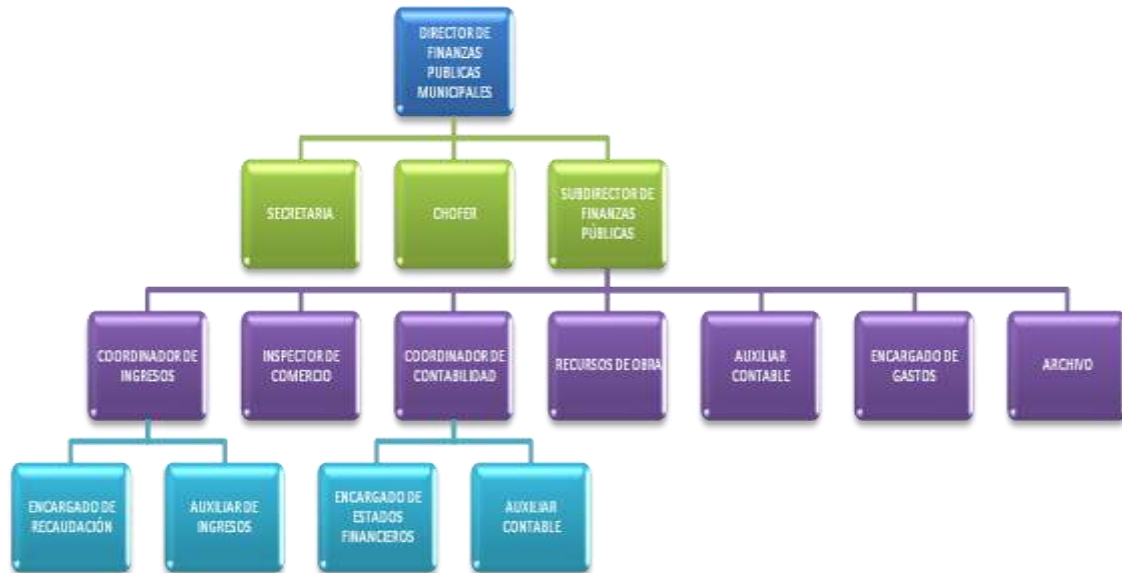 DIRECTOR DE
FINANZAS
PUBLICAS
MUNICIPALES
SECRETARIA
CHOFER
SUBDIRECTOR DE
FINANZAS
PÚBLICAS
COORDINADOR DE
INGRESOS
INSPECTOR DE
COMERCIO
COORDINADOR DE
CONTABILIDAD
RECURSOS DE OBRA
AUXILIAR
CONTABLE
ENCARGADO DE
GASTOS
ARCHIVO
ENCARGADO DE
RECAUDACIÓN
AUXILIAR DE
INGRESOS
ENCARGADO DE
ESTADOS
FINANCIEROS
AUXILIAR
CONTABLE